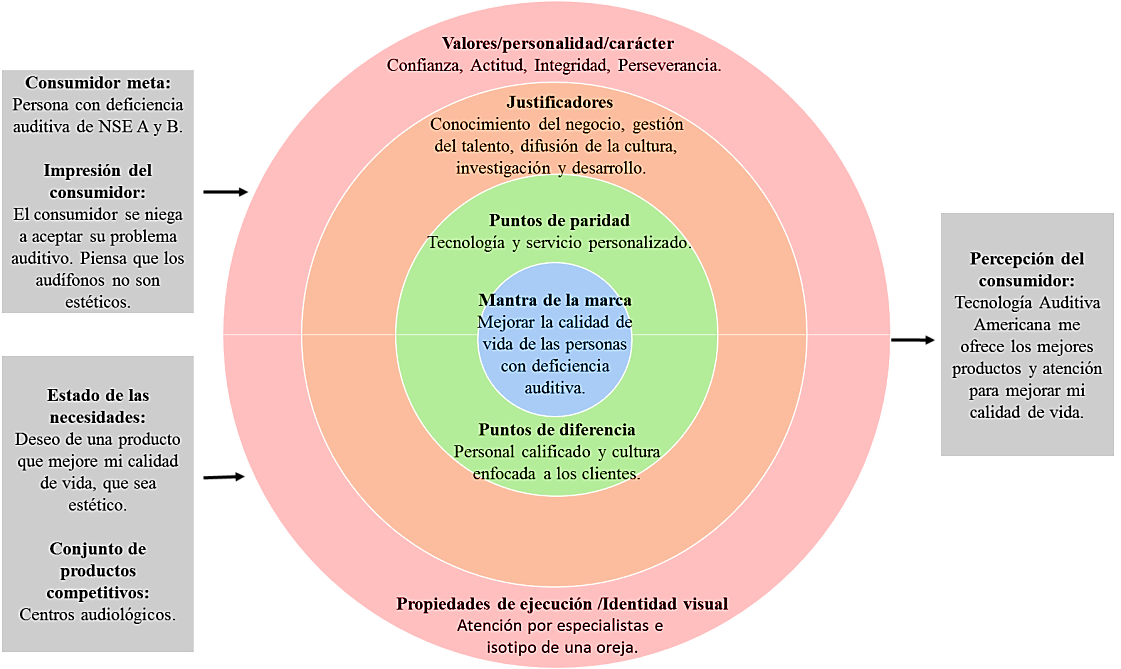 Consumidor meta:
Persona con deficiencia
auditiva de NSE A y B.
Impresión del
consumidor:
El consumidor se niega
a aceptar su problema
auditivo. Piensa que los
audífonos no son
estéticos.
Estado de las
necesidades:
Deseo de una producto
que mejore mi calidad
de vida, que sea
estético.
Conjunto de
productos
competitivos:
Centros audiológicos.
Valores/personalidad/carácter
Confianza, Actitud, Integridad, Perseverancia.
Justificadores
Conocimiento del negocio, gestión
del talento, difusión de la cultura,
investigación y desarrollo.
Puntos de paridad
Tecnología y servicio personalizado.
Mantra de la marca
Mejorar la calidad de
vida de las personas
con deficiencia
auditiva.
Puntos de diferencia
Personal calificado y cultura
enfocada a los clientes.
Propiedades de ejecución /Identidad visual
Atención por especialistas e
isotipo de una oreja.
Percepción del
consumidor:
Tecnología Auditiva
Americana me
ofrece los mejores
productos y atención
para mejorar mi
calidad de vida.